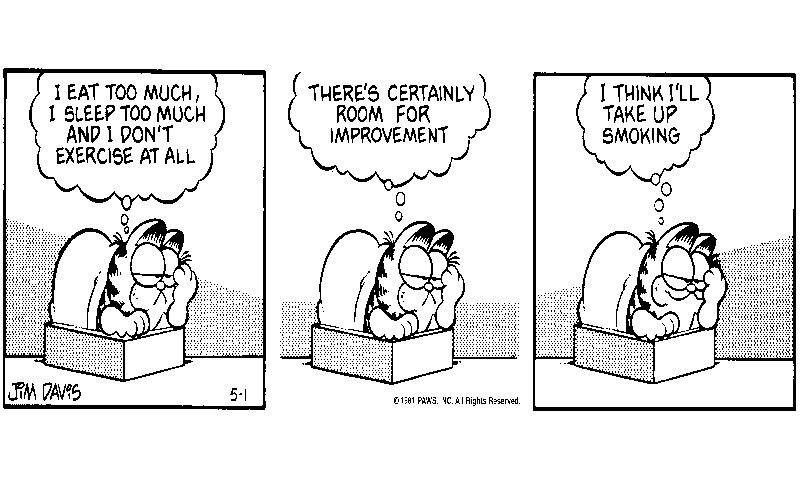 I EAT TOO MUCH,
I SLEEP TOO MUCH
AND I DON'T
EXERCISE AT ALL
JIM DAVIS
5-1
THERE'S CERTAINLY
ROOM FOR
IMPROVEMENT
© 1981 PAWS, INC. All Rights Reserved.
I THINK I'LL
TAKE UP
SMOKING